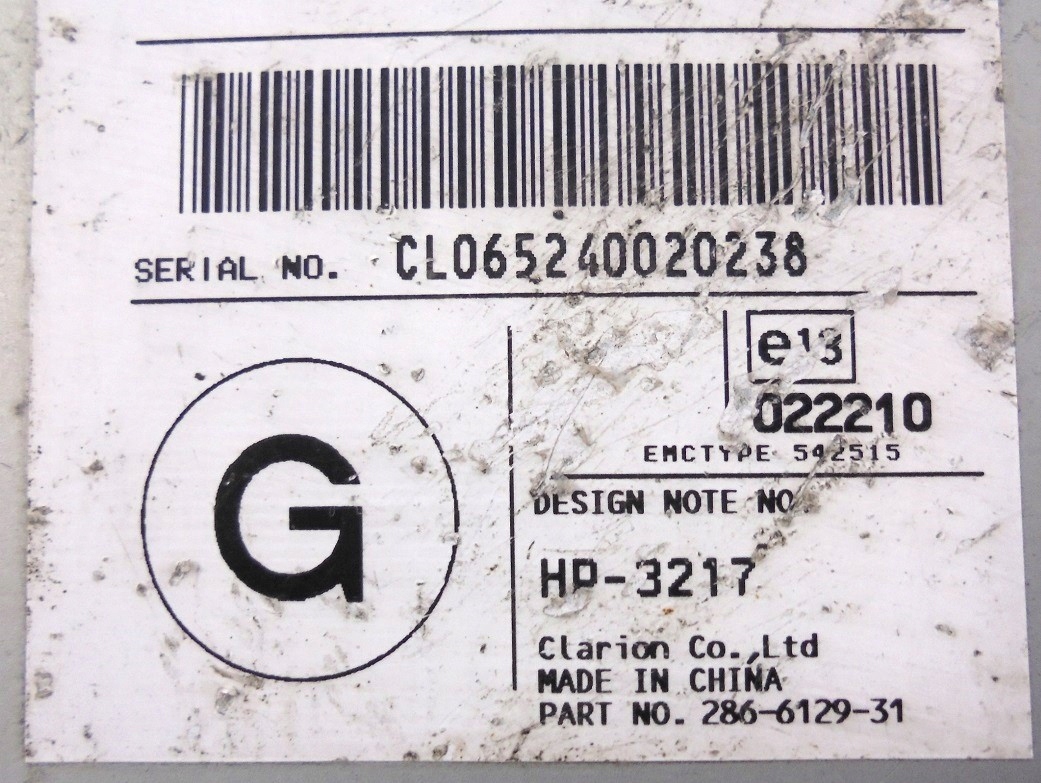 SERIAL NO. CL065240020238
e13
022210
EMCTYPE 542515
G
DESIGN NOTE NO.
HP-3217
Clarion Co.,Ltd
MADE IN CHINA
PART NO. 286-6129-31